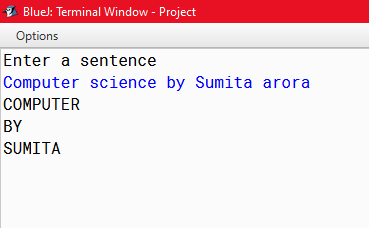 BlueJ: Terminal Window - Project
Options
Enter a sentence
Computer science by Sumita arora
COMPUTER
BY
SUMITA